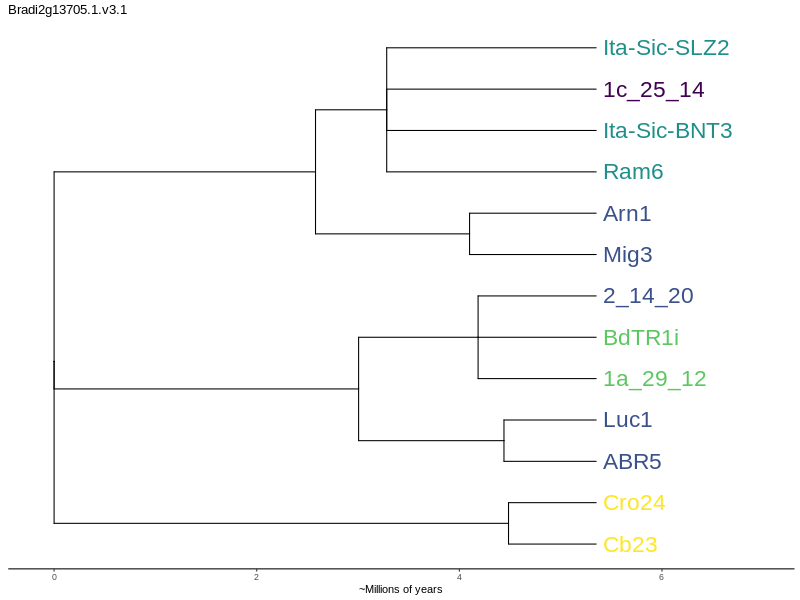 Bradi2g13705.1.v3.1
Ita-Sic-SLZ2
1c_25_14
Ita-Sic-BNT3
Ram6
Arn1
Mig3
2_14_20
BdTR1i
1a_29_12
Luc1
ABR5
Cro24
Cb23
0 2 4 6
~Millions of years